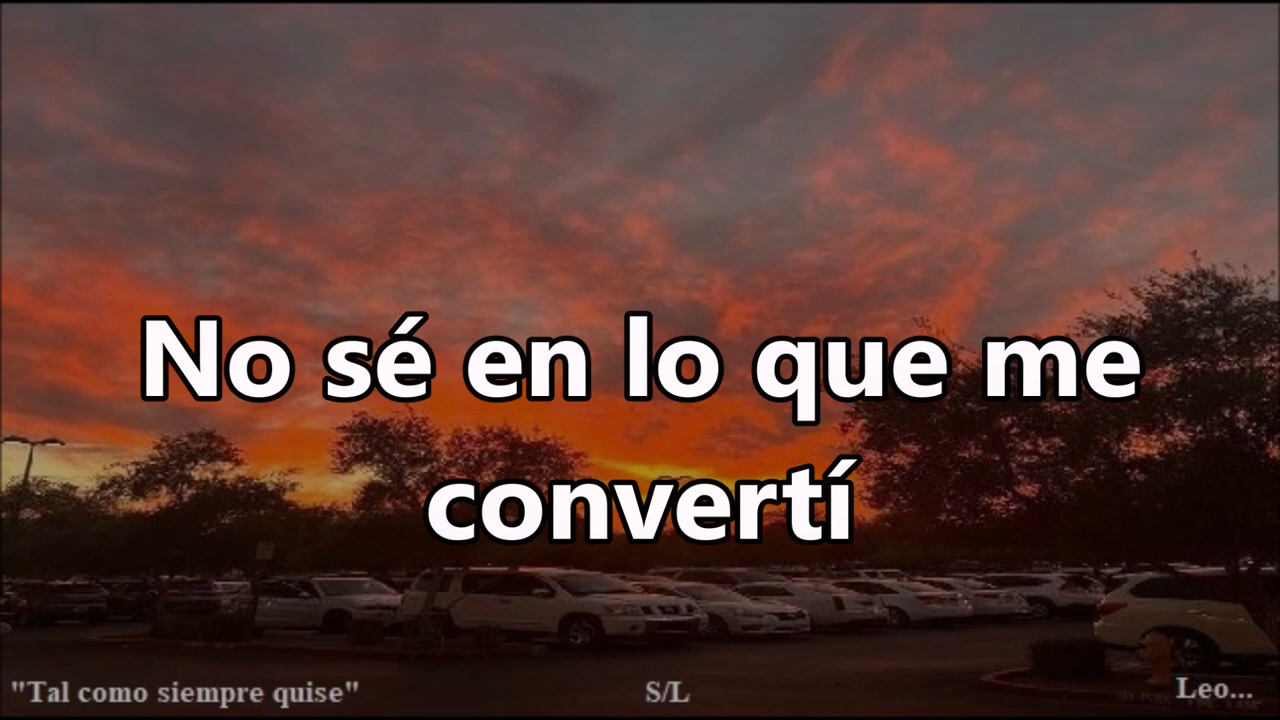 No sé en lo que me
convertí
"Tal como siempre quise" S/L Leo...